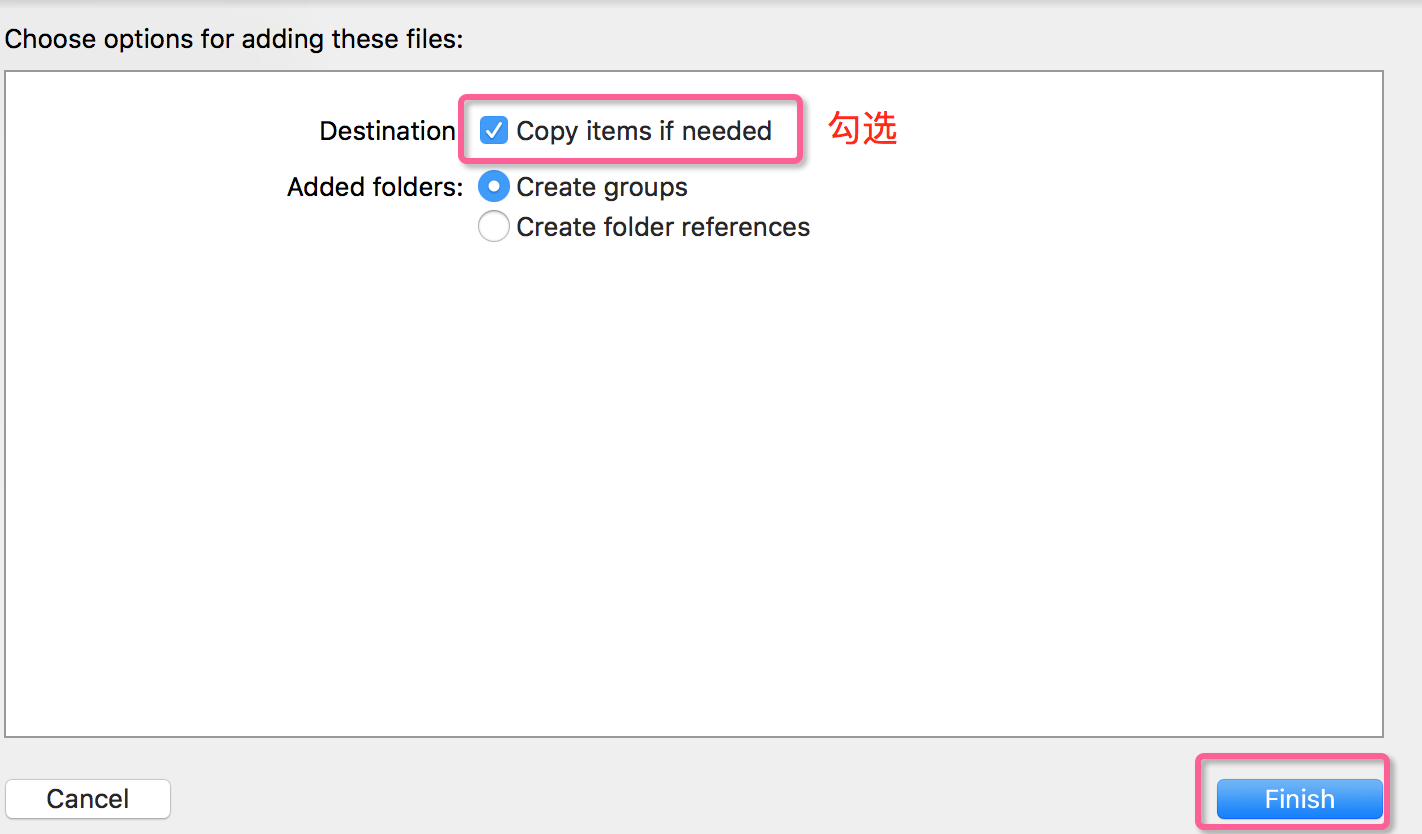 Choose options for adding these files:
Destination Copy items if needed 勾选
Added folders: Create groups
Create folder references
Cancel Finish